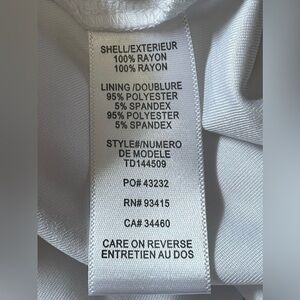 SHELL/EXTERIEUR
100% RAYON
100% RAYON
LINING/DOUBLURE
95% POLYESTER
5% SPANDEX
95% POLYESTER
5% SPANDEX
STYLE#/NUMERO
DE MODELE
TD144509
PO# 43232
RN# 93415
CA# 34460
CARE ON REVERSE
ENTRETIEN AU DOS